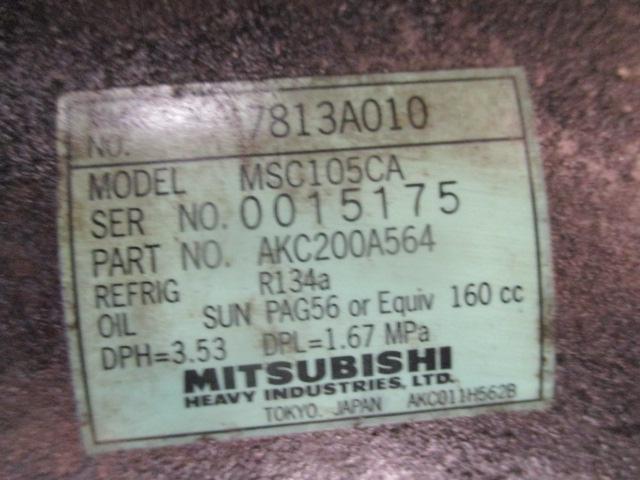 NO. 7813A010
MODEL MSC105CA
SER NO. 0015175
PART NO. AKC200A564
REFRIG R134a
OIL SUN PAG56 or Equiv 160 cc
DPH=3.53 DPL=1.67 MPa
MITSUBISHI
HEAVY INDUSTRIES, LTD.
TOKYO, JAPAN AKC011H562B